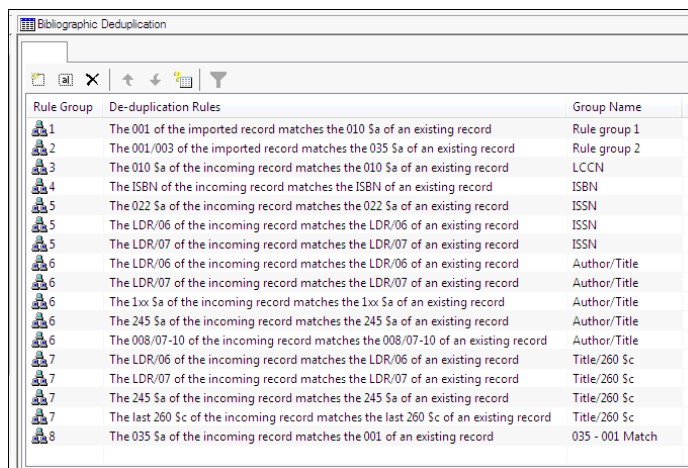 Bibliographic Deduplication
Rule Group De-duplication Rules Group Name
1 The 001 of the imported record matches the 010 $a of an existing record Rule group 1
2 The 001/003 of the imported record matches the 035 $a of an existing record Rule group 2
3 The 010 $a of the incoming record matches the 010 $a of an existing record LCCN
4 The ISBN of the incoming record matches the ISBN of an existing record ISBN
5 The 022 $a of the incoming record matches the 022 $a of an existing record ISSN
5 The LDR/06 of the incoming record matches the LDR/06 of an existing record ISSN
5 The LDR/07 of the incoming record matches the LDR/07 of an existing record ISSN
6 The LDR/06 of the incoming record matches the LDR/06 of an existing record Author/Title
6 The LDR/07 of the incoming record matches the LDR/07 of an existing record Author/Title
6 The 1xx $a of the incoming record matches the 1xx $a of an existing record Author/Title
6 The 245 $a of the incoming record matches the 245 $a of an existing record Author/Title
6 The 008/07-10 of the incoming record matches the 008/07-10 of an existing record Author/Title
7 The LDR/06 of the incoming record matches the LDR/06 of an existing record Title/260 $c
7 The LDR/07 of the incoming record matches the LDR/07 of an existing record Title/260 $c
7 The 245 $a of the incoming record matches the 245 $a of an existing record Title/260 $c
7 The last 260 $c of the incoming record matches the last 260 $c of an existing record Title/260 $c
8 The 035 $a of the incoming record matches the 001 of an existing record 035 - 001 Match